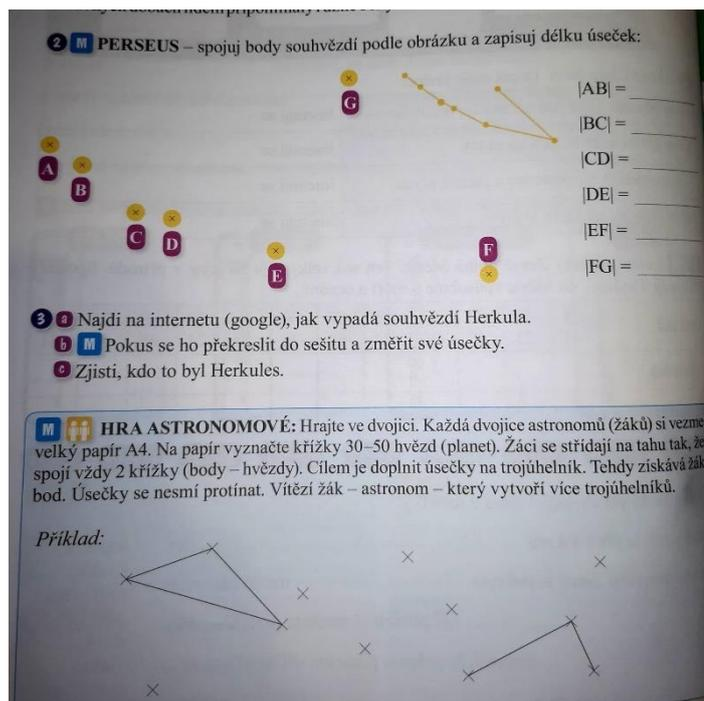 2 M PERSEUS – spojuj body souhvězdí podle obrázku a zapisuj délku úseček:
G
|AB| =
|BC| =
|CD| =
|DE| =
|EF| =
|FG| =
A
B
C
D
E
F
3 a Najdi na internetu (google), jak vypadá souhvězdí Herkula.
b M Pokus se ho překreslit do sešitu a změřit své úsečky.
c Zjisti, kdo to byl Herkules.
M HRA ASTRONOMOVÉ: Hrajte ve dvojici. Každá dvojice astronomů (žáků) si vezme
velký papír A4. Na papír vyznačte křížky 30–50 hvězd (planet). Žáci se střídají na tahu tak, že
spojí vždy 2 křížky (body – hvězdy). Cílem je doplnit úsečky na trojúhelník. Tehdy získává žák
bod. Úsečky se nesmí protínat. Vítězí žák – astronom – který vytvoří více trojúhelníků.
Příklad: